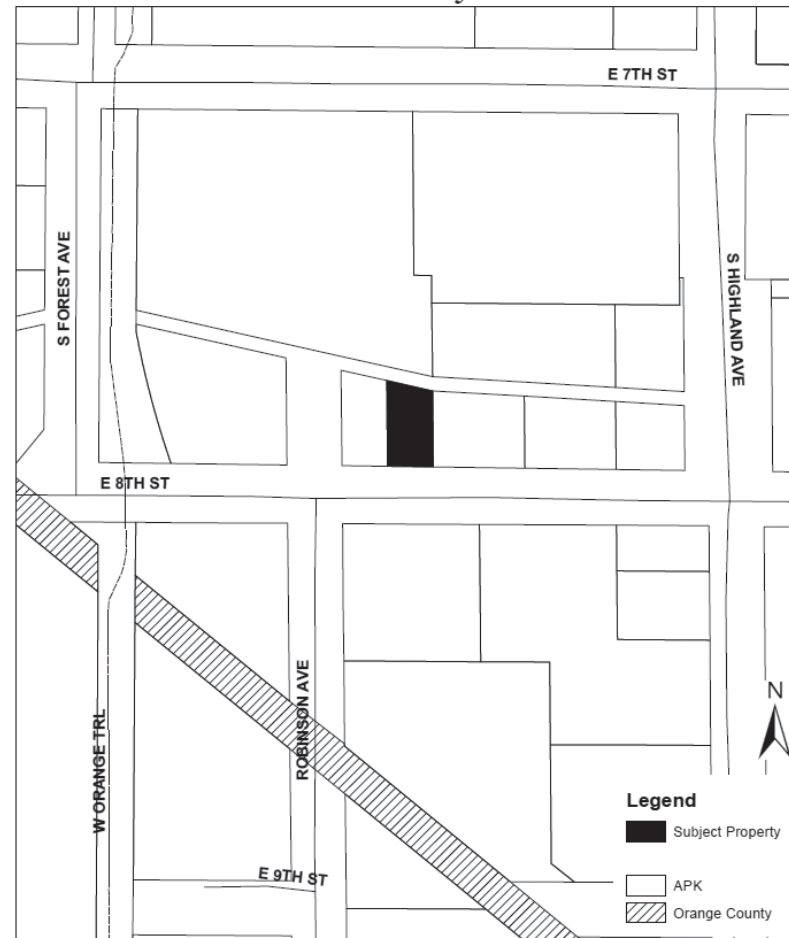 E 7TH ST
S FOREST AVE
S HIGHLAND AVE
E 8TH ST
W ORANGE TRL
ROBINSON AVE
E 9TH ST
N
Legend
Subject Property
APK
Orange County